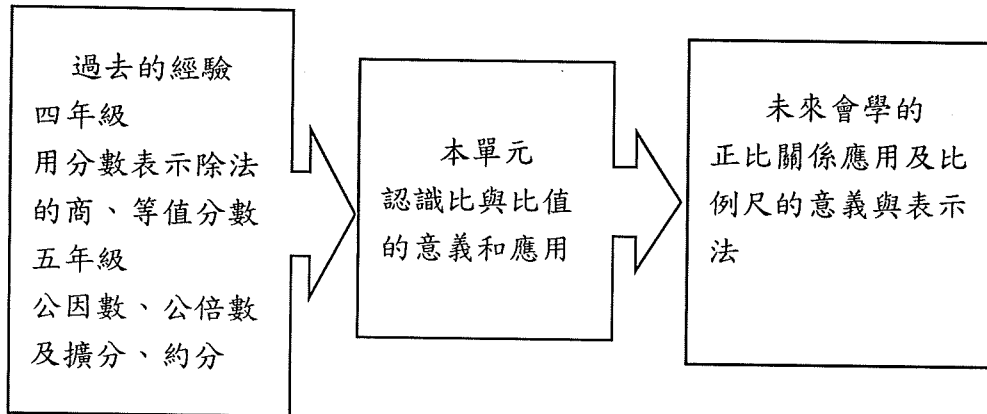 過去的經驗
四年級
用分數表示除法
的商、等值分數
五年級
公因數、公倍數
及擴分、約分
本單元
認識比與比值
的意義和應用
未來會學的
正比關係應用及比
例尺的意義與表示
法